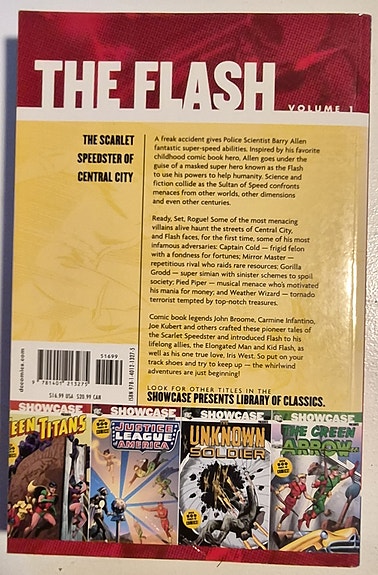 THE FLASH
VOLUME 1
THE SCARLET
SPEEDSTER OF
CENTRAL CITY
A freak accident gives Police Scientist Barry Allen
fantastic super-speed abilities. Inspired by his favorite
childhood comic book hero, Allen goes under the
guise of a masked super hero known as the Flash
to use his powers to help humanity. Science and
fiction collide as the Sultan of Speed confronts
menaces from other worlds, other dimensions
and even other centuries.
Ready, Set, Rogue! Some of the most menacing
villains alive haunt the streets of Central City,
and Flash faces, for the first time, some of his most
infamous adversaries: Captain Cold — frigid felon
with a fondness for fortunes; Mirror Master —
repetitious rival who raids rare resources; Gorilla
Grodd — super simian with sinister schemes to spoil
society; Pied Piper — musical menace who's motivated
by his mania for money; and Weather Wizard — tornado
terrorist tempted by top-notch treasures.
Comic book legends John Broome, Carmine Infantino,
Joe Kubert and others crafted these pioneer tales of
the Scarlet Speedster and introduced Flash to his
lifelong allies, the Elongated Man and Kid Flash, as
well as his one true love, Iris West. So put on your
track shoes and try to keep up — the whirlwind
adventures are just beginning!
LOOK FOR OTHER TITLES IN THE
SHOWCASE PRESENTS LIBRARY OF CLASSICS.
dccomics.com
51699
9 781401 213275
ISBN 978-1-4012-1327-5
$16.99 USA $20.99 CAN
SHOWCASE
TEEN TITANS
SHOWCASE
JUSTICE
LEAGUE
AMERICA
SHOWCASE
UNKNOWN
SOLDIER
SHOWCASE
THE GREEN
ARROW